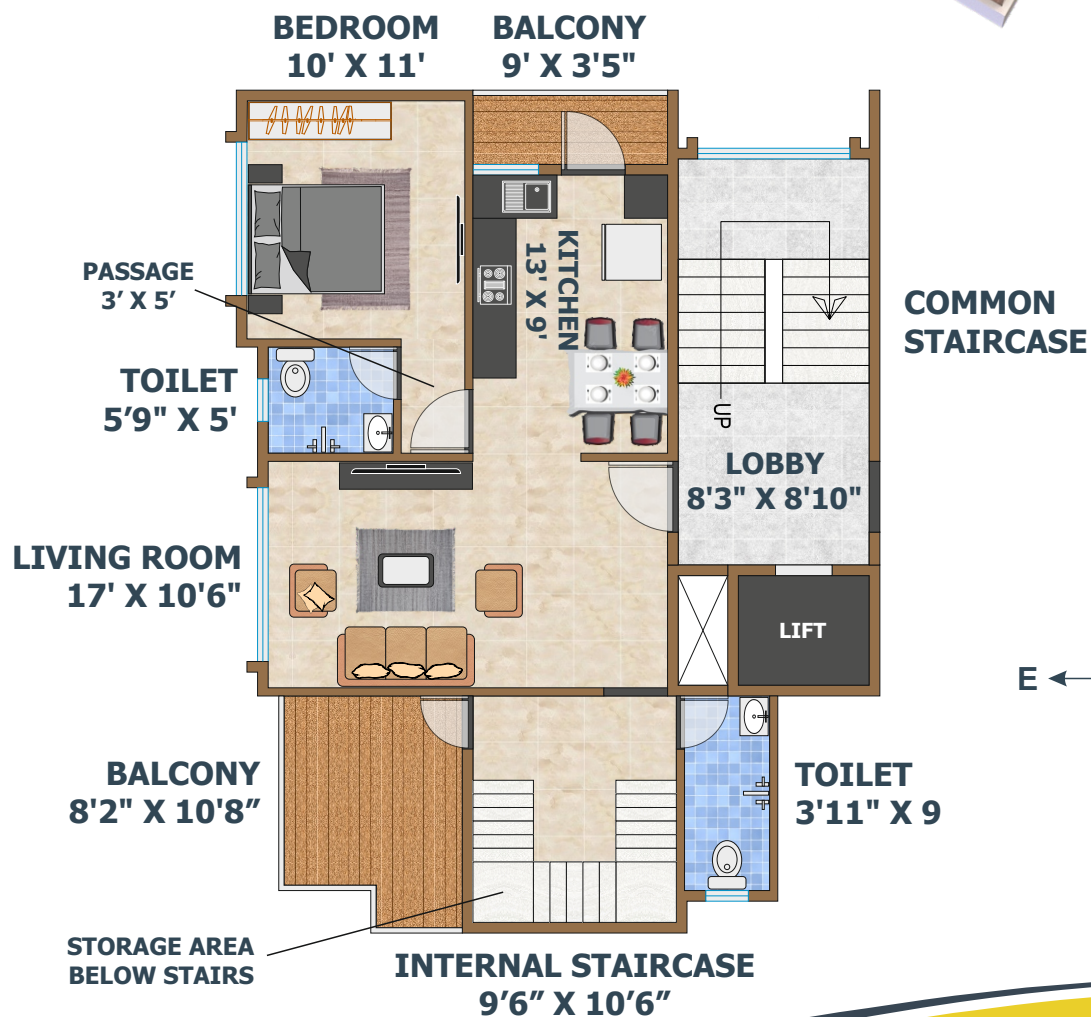 BEDROOM
10' X 11'
BALCONY
9' X 3'5"
PASSAGE
3’ X 5’
KITCHEN
13' X 9'
COMMON
STAIRCASE
TOILET
5’9" X 5'
UP
LOBBY
8'3" X 8'10"
LIVING ROOM
17' X 10'6"
LIFT
E
BALCONY
8'2" X 10'8”
TOILET
3'11" X 9
STORAGE AREA
BELOW STAIRS
INTERNAL STAIRCASE
9’6” X 10’6”